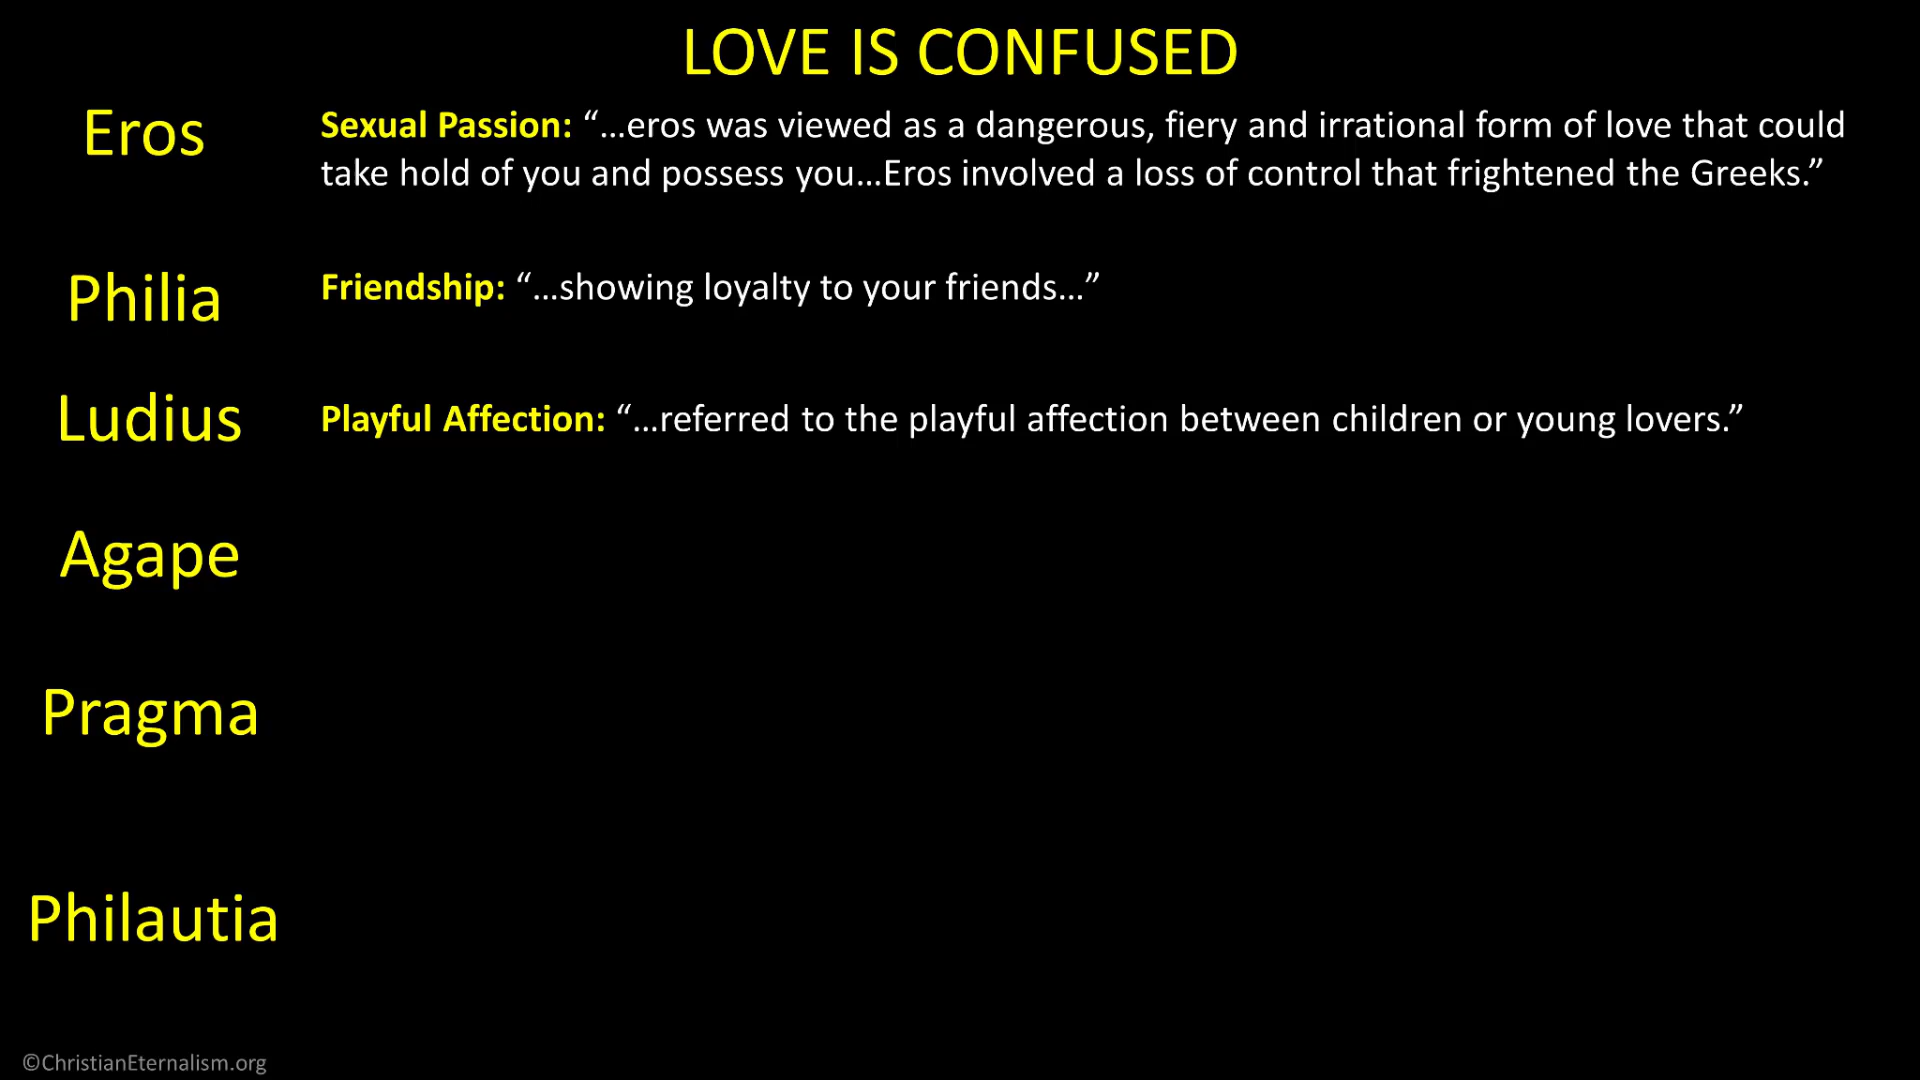 LOVE IS CONFUSED
Eros
Sexual Passion: “…eros was viewed as a dangerous, fiery and irrational form of love that could
take hold of you and possess you…Eros involved a loss of control that frightened the Greeks.”
Philia
Friendship: “…showing loyalty to your friends…”
Ludius
Playful Affection: “…referred to the playful affection between children or young lovers.”
Agape
Pragma
Philautia
©ChristianEternalism.org